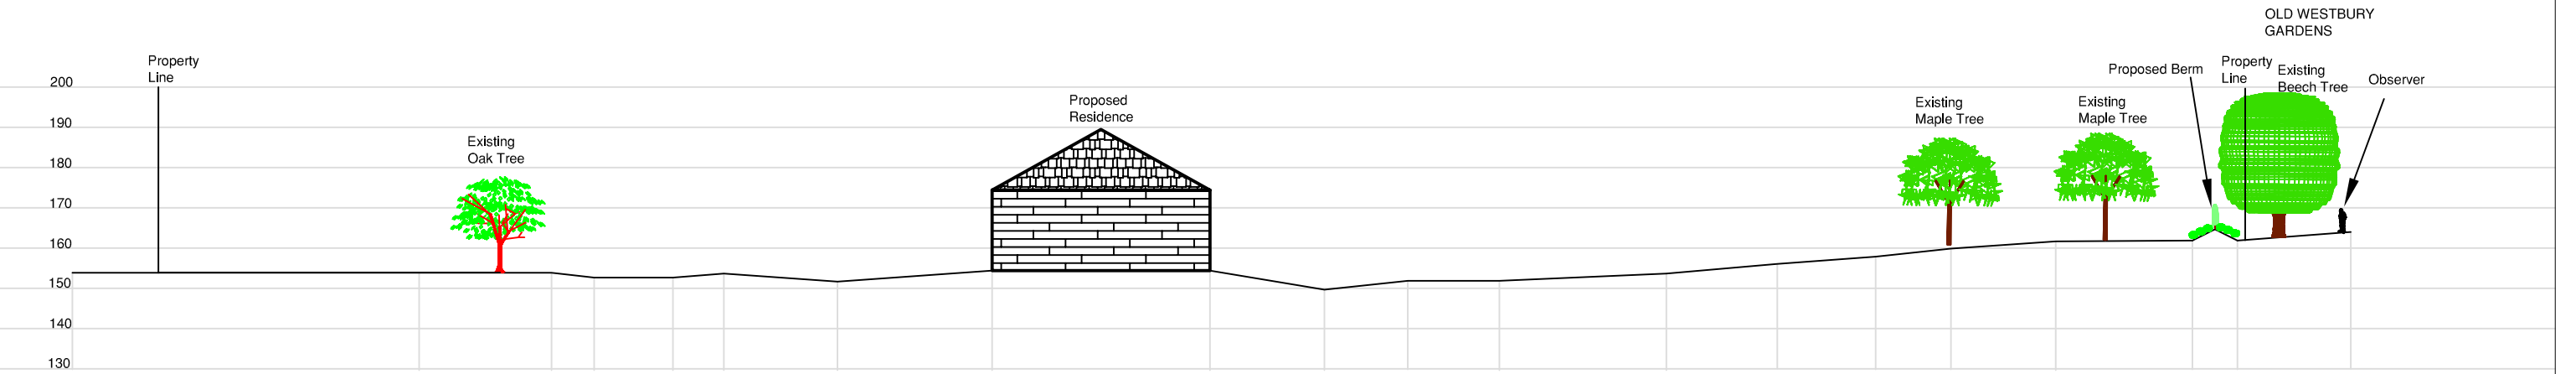 OLD WESTBURY
GARDENS
Property
Line
200
190
180
170
160
150
140
130
Existing
Oak Tree
Proposed
Residence
Existing
Maple Tree
Existing
Maple Tree
Proposed Berm
Property
Line
Existing
Beech Tree
Observer